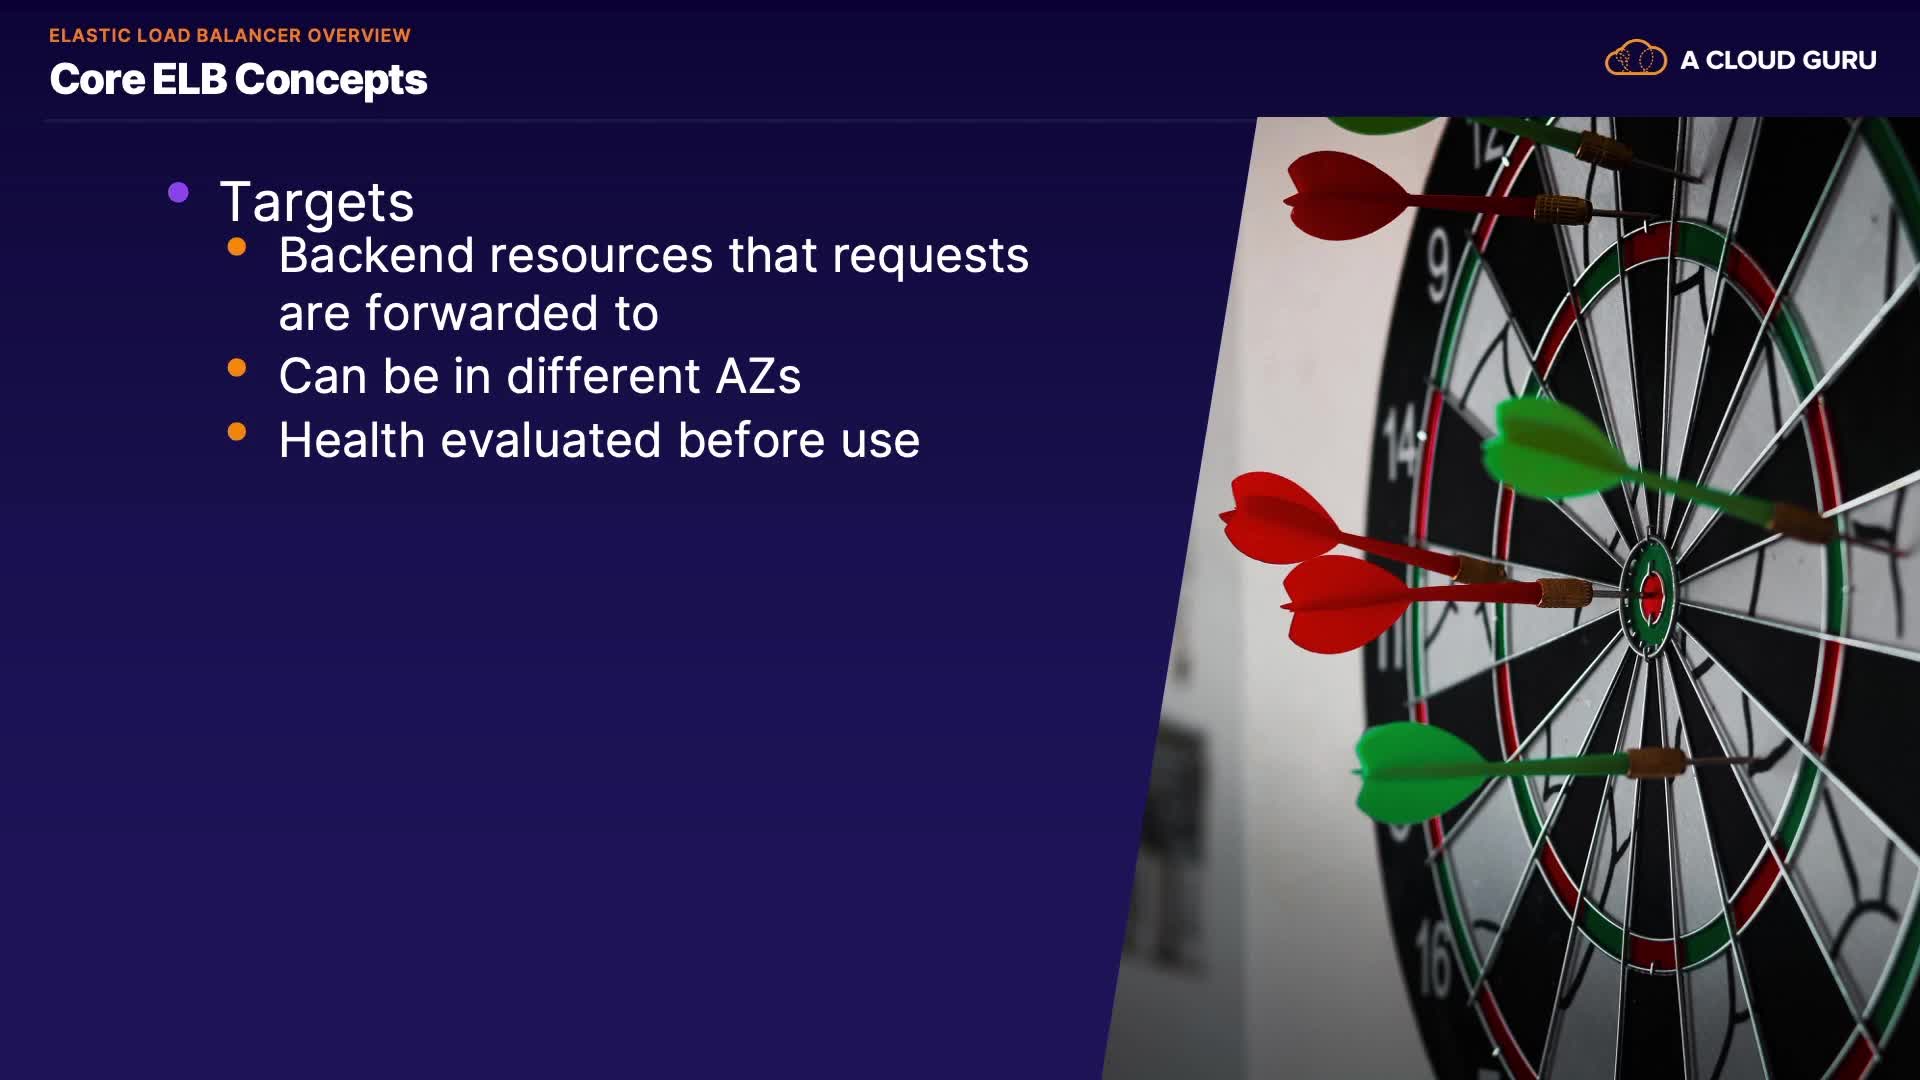 ELASTIC LOAD BALANCER OVERVIEW
Core ELB Concepts
A CLOUD GURU
Targets
Backend resources that requests
are forwarded to
Can be in different AZs
Health evaluated before use
12
9
14
11
16